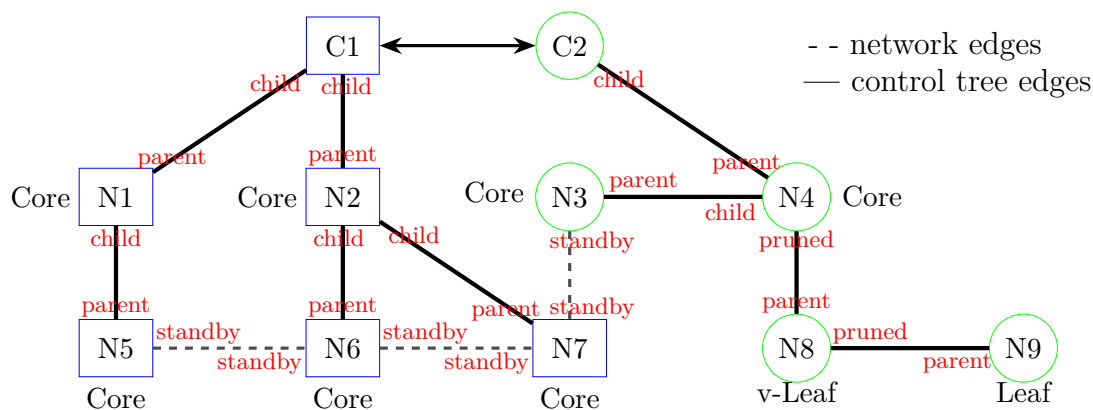 C1
C2
- - network edges
— control tree edges
child
child
child
parent
parent
parent
parent
Core
N1
Core
N2
Core
N3
N4
Core
child
child
child
child
pruned
standby
parent
parent
parent
standby
parent
N5
standby
standby
N6
standby
standby
N7
N8
pruned
parent
N9
Core
Core
Core
v-Leaf
Leaf